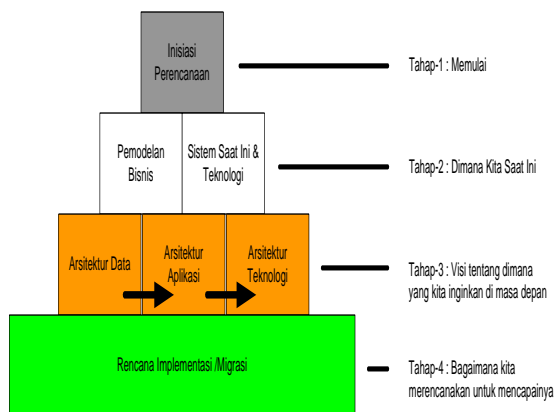 Inisiasi
Perencanaan
Tahap-1 : Memulai
Pemodelan
Bisnis
Sistem Saat Ini &
Teknologi
Tahap-2 : Dimana Kita Saat Ini
Arsitektur Data
Arsitektur
Aplikasi
Arsitektur
Teknologi
Tahap-3 : Visi tentang dimana
yang kita inginkan di masa depan
Rencana Implementasi /Migrasi
Tahap-4 : Bagaimana kita
merencanakan untuk mencapainya